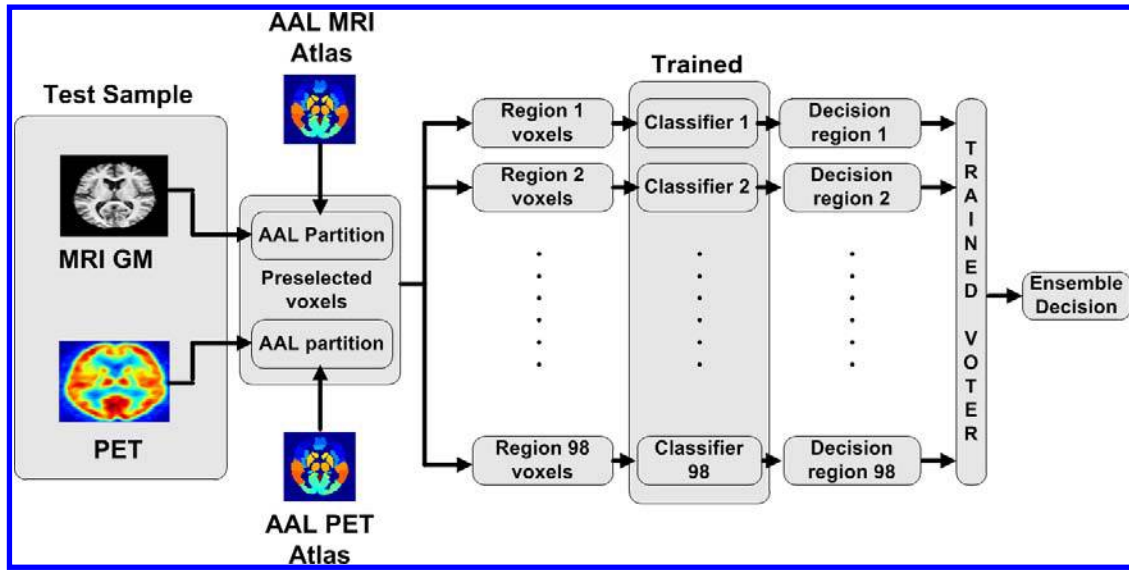 AAL MRI
Atlas
Test Sample
MRI GM
PET
AAL Partition
Preselected
voxels
AAL partition
AAL PET
Atlas
Trained
Region 1
voxels
Classifier 1
Decision
region 1
Region 2
voxels
Classifier 2
Decision
region 2
Region 98
voxels
Classifier
98
Decision
region 98
TRAINED VOTER
Ensemble
Decision